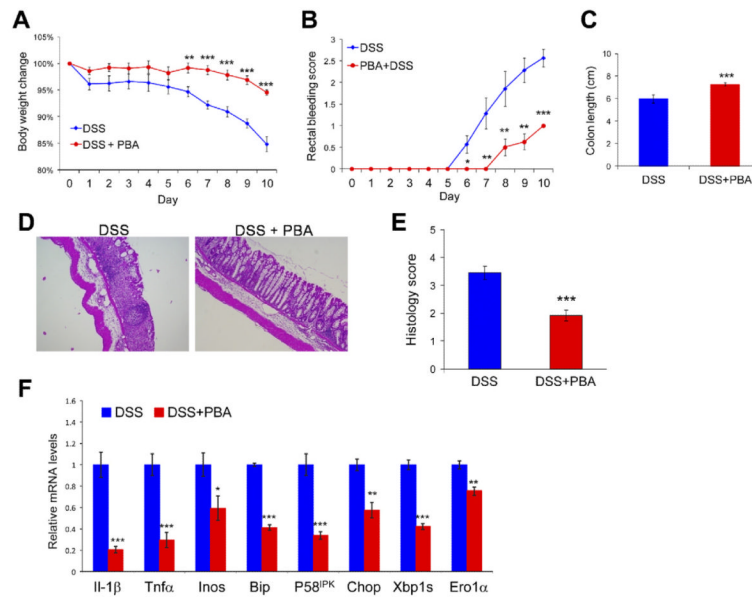 A
105%
100%
95%
90%
85%
80%
Body weight change
** *** *** *** ***
DSS
DSS + PBA
0 1 2 3 4 5 6 7 8 9 10
Day
B
3
2.5
2
1.5
1
0.5
0
Rectal bleeding score
DSS
PBA+DSS
* ** ** ** ***
0 1 2 3 4 5 6 7 8 9 10
Day
C
10
8
6
4
2
0
Colon length (cm)
***
DSS DSS+PBA
D
DSS DSS + PBA
E
5
4
3
2
1
0
Histology score
***
DSS DSS+PBA
F
DSS DSS+PBA
1.6
1.4
1.2
1
0.8
0.6
0.4
0.2
0
Relative mRNA levels
*** *** * *** *** ** *** **
Il-1β Tnfα Inos Bip P58IPK Chop Xbp1s Ero1α